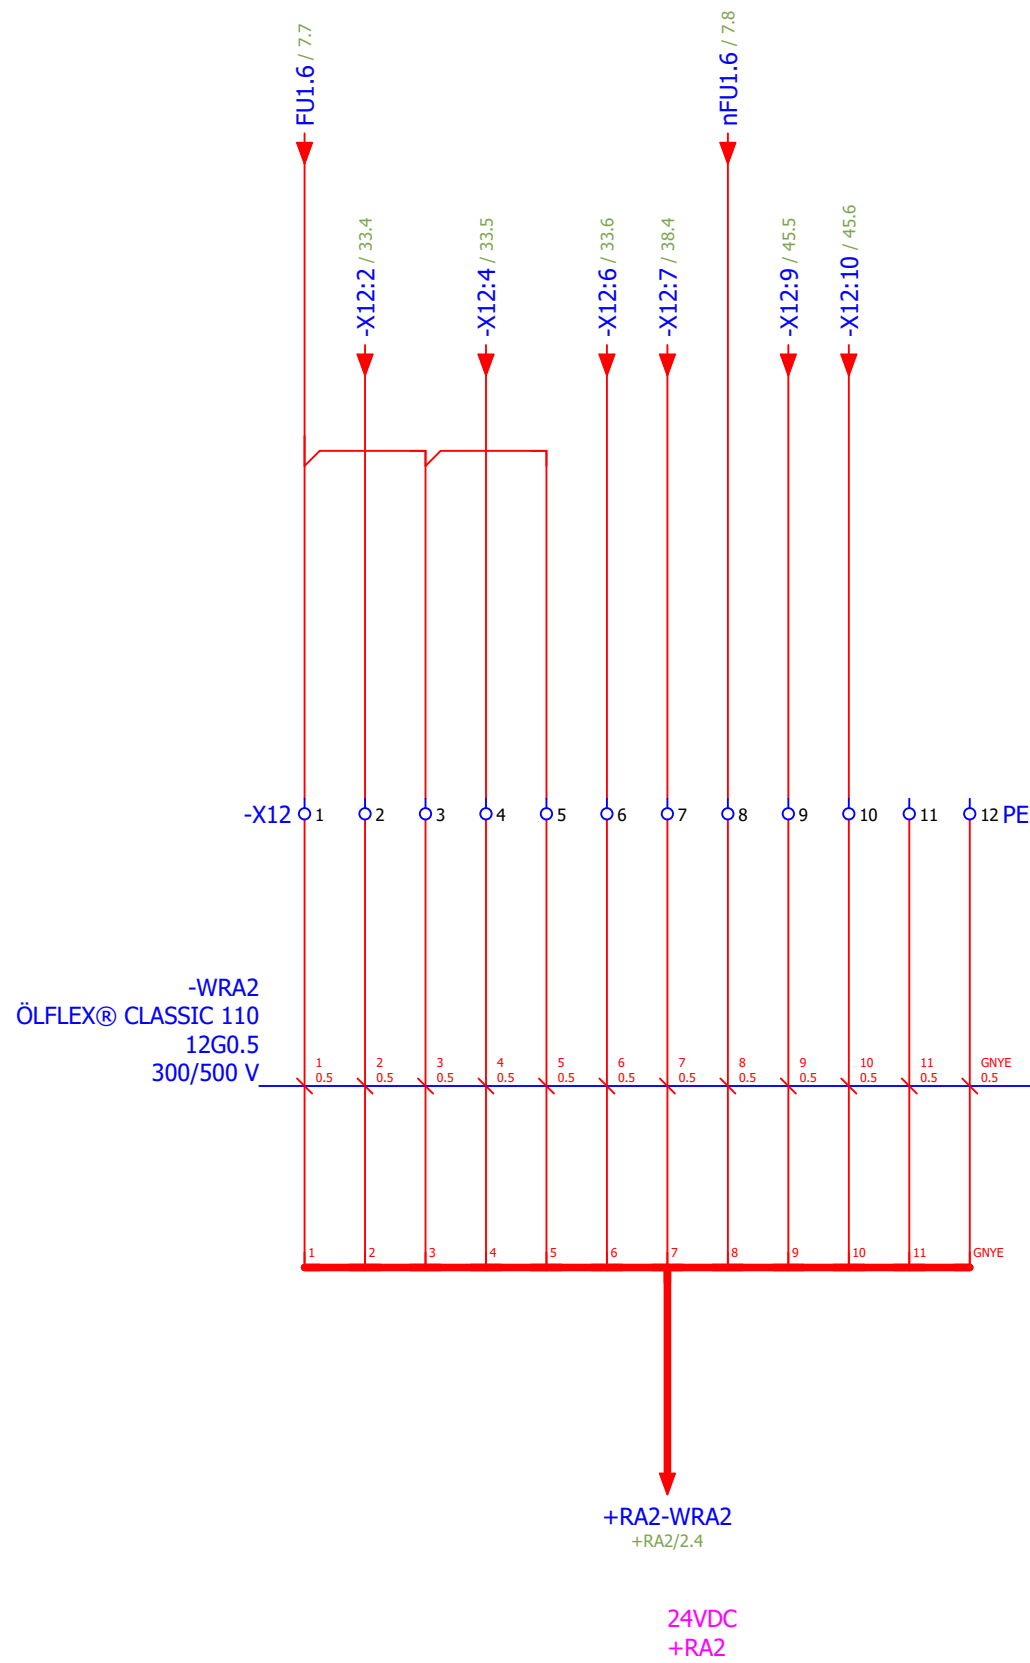 FU1.6 / 7.7
nFU1.6 / 7.8
-X12:2 / 33.4
-X12:4 / 33.5
-X12:6 / 33.6
-X12:7 / 38.4
-X12:9 / 45.5
-X12:10 / 45.6
-X12 1 2 3 4 5 6 7 8 9 10 11 12 PE
-WRA2
ÖLFLEX® CLASSIC 110
12G0.5
300/500 V
1 2 3 4 5 6 7 8 9 10 11 GNYE
0.5 0.5 0.5 0.5 0.5 0.5 0.5 0.5 0.5 0.5 0.5 0.5
1 2 3 4 5 6 7 8 9 10 11 GNYE
+RA2-WRA2
+RA2/2.4
24VDC
+RA2